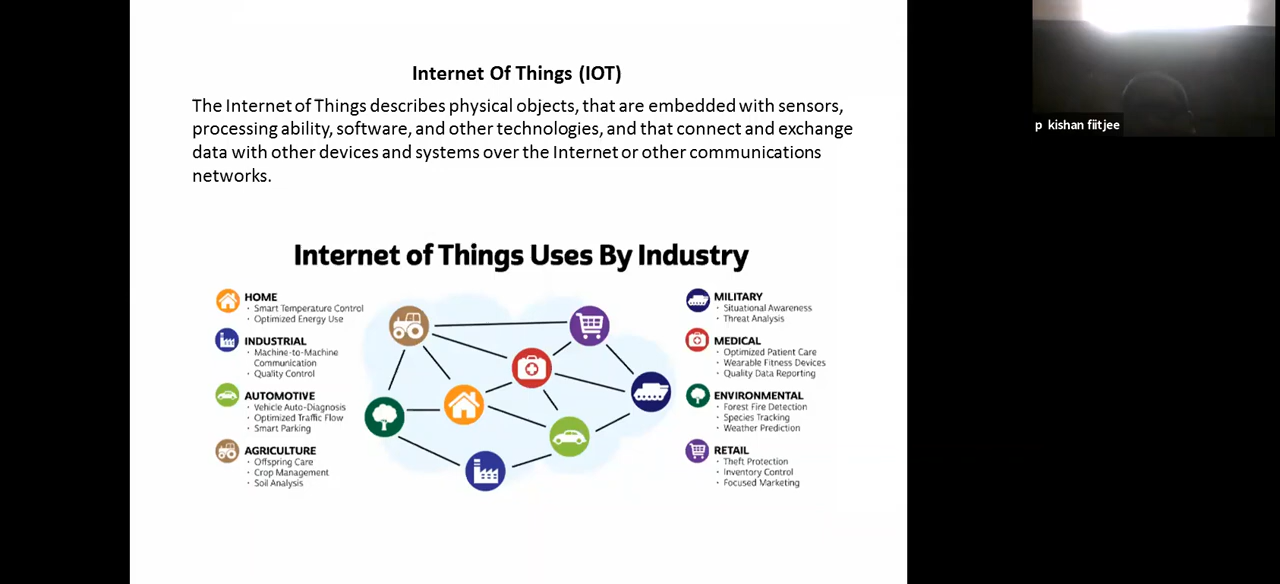 Internet Of Things (IOT)
The Internet of Things describes physical objects, that are embedded with sensors,
processing ability, software, and other technologies, and that connect and exchange
data with other devices and systems over the Internet or other communications
networks.
Internet of Things Uses By Industry
HOME
· Smart Temperature Control
· Optimized Energy Use
INDUSTRIAL
· Machine-to-Machine
Communication
· Quality Control
AUTOMOTIVE
· Vehicle Auto-Diagnosis
· Optimized Traffic Flow
· Smart Parking
AGRICULTURE
· Offspring Care
· Crop Management
· Soil Analysis
MILITARY
· Situational Awareness
· Threat Analysis
MEDICAL
· Optimized Patient Care
· Wearable Fitness Devices
· Quality Data Reporting
ENVIRONMENTAL
· Forest Fire Detection
· Species Tracking
· Weather Prediction
RETAIL
· Theft Protection
· Inventory Control
· Focused Marketing
p kishan fiitjee